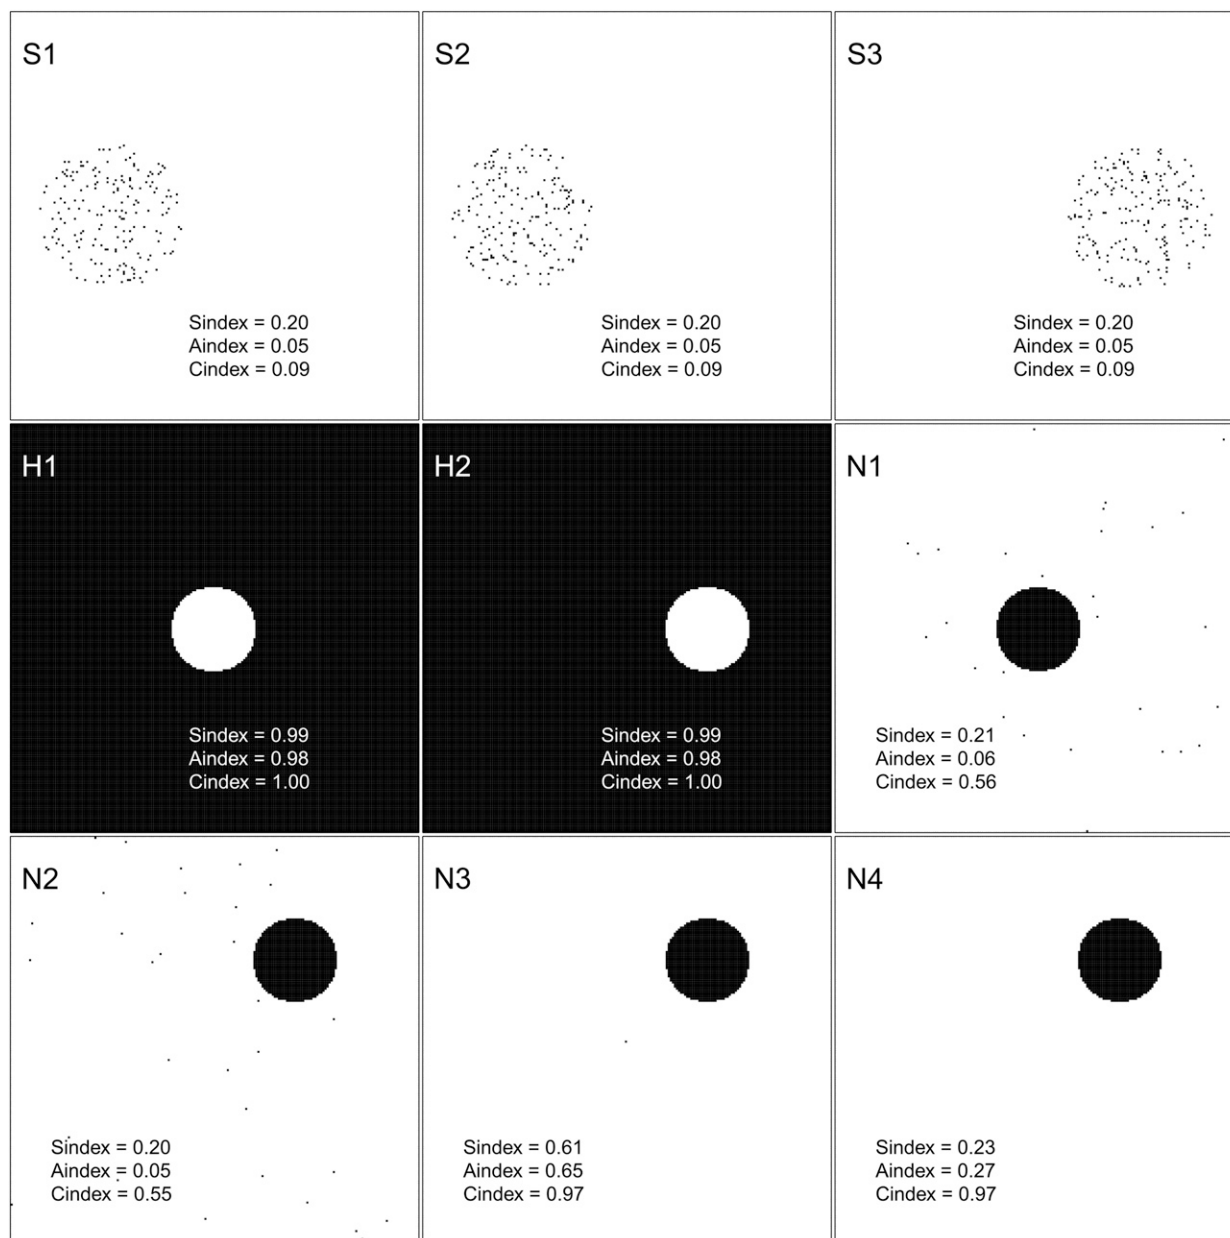 S1
Sindex = 0.20
Aindex = 0.05
Cindex = 0.09
S2
Sindex = 0.20
Aindex = 0.05
Cindex = 0.09
S3
Sindex = 0.20
Aindex = 0.05
Cindex = 0.09
H1
Sindex = 0.99
Aindex = 0.98
Cindex = 1.00
H2
Sindex = 0.99
Aindex = 0.98
Cindex = 1.00
N1
Sindex = 0.21
Aindex = 0.06
Cindex = 0.56
N2
Sindex = 0.20
Aindex = 0.05
Cindex = 0.55
N3
Sindex = 0.61
Aindex = 0.65
Cindex = 0.97
N4
Sindex = 0.23
Aindex = 0.27
Cindex = 0.97